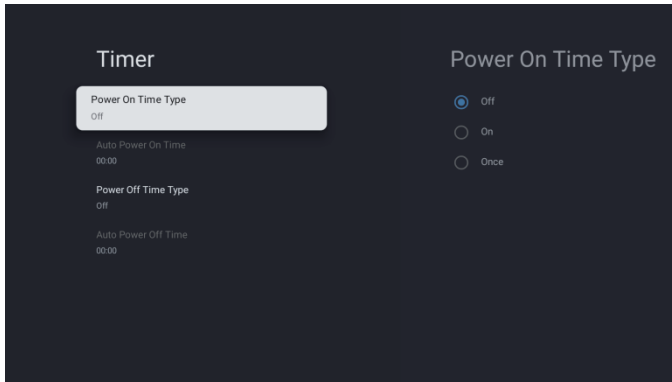 Timer
Power On Time Type
Off
Auto Power On Time
00:00
Power Off Time Type
Off
Auto Power Off Time
00:00
Power On Time Type
Off
On
Once